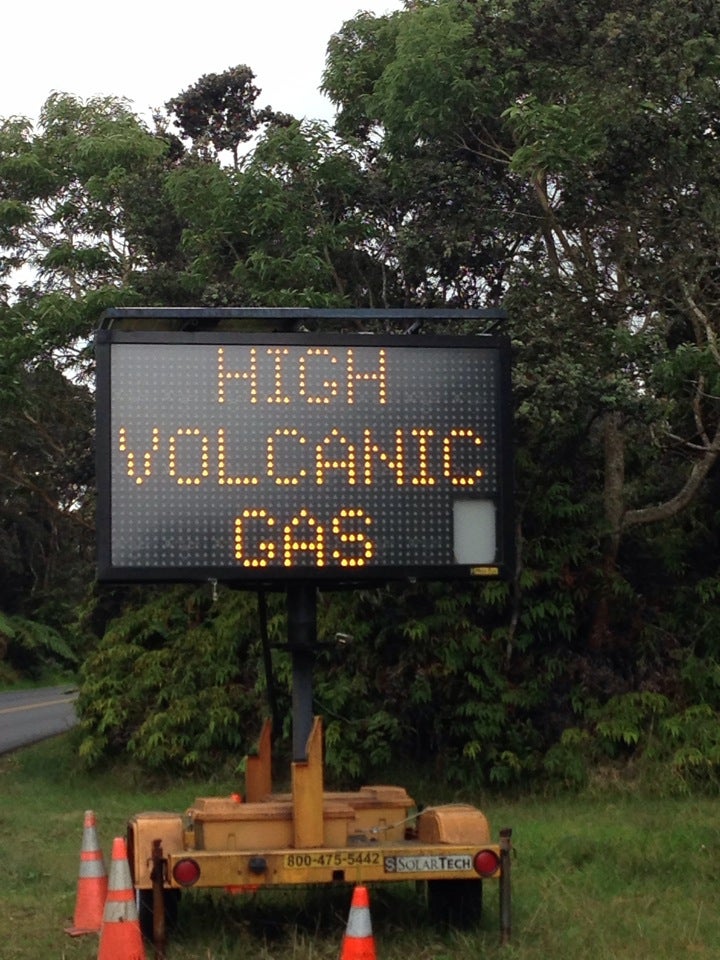 HIGH
VOLCANIC
GAS
800-475-5442 SOLARTECH